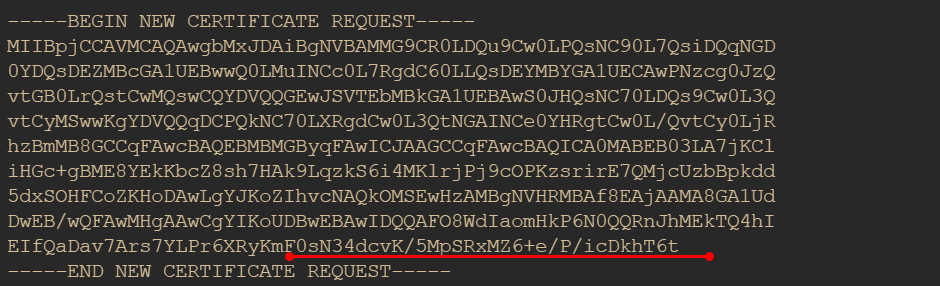 -----BEGIN NEW CERTIFICATE REQUEST-----
MIIBpjCCAVMCAQAwgbMxJDAiBgNVBAMMG9CR0LDQu9Cw0LPQsNC90L7QsiDQqNGD
0YDQsDEZMBcGA1UEBwwQ0LMuINCc0L7RgdC60LLQsDEYMBYGA1UECAwPNzcg0JzQ
vtGB0LrQstCwMQswCQYDVQQGEwJSVTEbMBkGA1UEBAwS0JHQsNC70LDQs9Cw0L3Q
vtCyMSwwKgYDVQQqDCPQkNC70LXRgdCw0L3QtNGAINCe0YHRgtCw0L/QvtCy0LjR
hzBmMB8GCCqFAwcBAQEBMBMGByqFAwICJAAGCCqFAwcBAQICA0MABEB03LA7jKCl
iHGc+gBME8YEkKbcZ8sh7HAk9LqzkS6i4MKlrjPj9cOPKzsrirE7QMjcUzbBpkdd
5dxSOHFCoZKHoDAwLgYJKoZIhvcNAQkOMSEwHzAMBgNVHRMBAf8EAjAAMA8GA1Ud
DwEB/wQFAwMHgAAwCgYIKoUDBwEBAwIDQQAFO8WdIaomHkP6N0QQRnJhMEkTQ4hI
EIfQaDav7Ars7YLPr6XRyKmF0sN34dcvK/5MpSRxMZ6+e/P/icDkhT6t
-----END NEW CERTIFICATE REQUEST-----